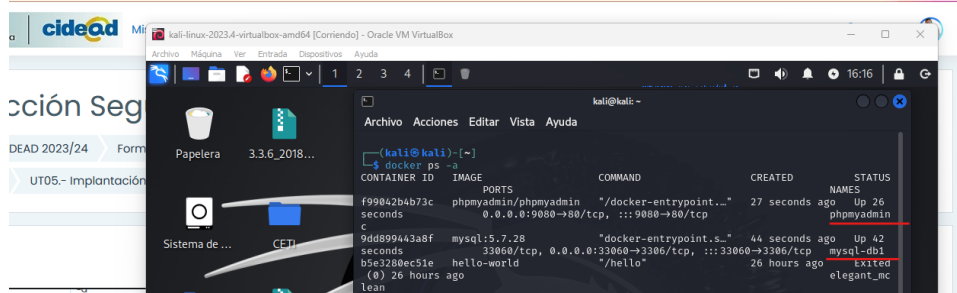 cidead Mi
a
kali-linux-2023.4-virtualbox-amd64 [Corriendo] - Oracle VM VirtualBox
Archivo Máquina Ver Entrada Dispositivos Ayuda
1 2 3 4
16:16
cción Seg
DEAD 2023/24 Form
UT05.- Implantación
Papelera
3.3.6_2018...
Sistema de ...
CETI
kali@kali: ~
Archivo Acciones Editar Vista Ayuda
(kali㉿kali)-[~]
$ docker ps -a
CONTAINER ID IMAGE COMMAND CREATED STATUS
PORTS NAMES
f99042b4b73c phpmyadmin/phpmyadmin "/docker-entrypoint.…" 27 seconds ago Up 26
seconds 0.0.0.0:9080→80/tcp, :::9080→80/tcp phpmyadmin
c
9dd899443a8f mysql:5.7.28 "docker-entrypoint.s…" 44 seconds ago Up 42
seconds 33060/tcp, 0.0.0.0:33060→3306/tcp, :::33060→3306/tcp mysql-db1
b5e3280ec51e hello-world "/hello" 26 hours ago Exited
(0) 26 hours ago elegant_mc
lean